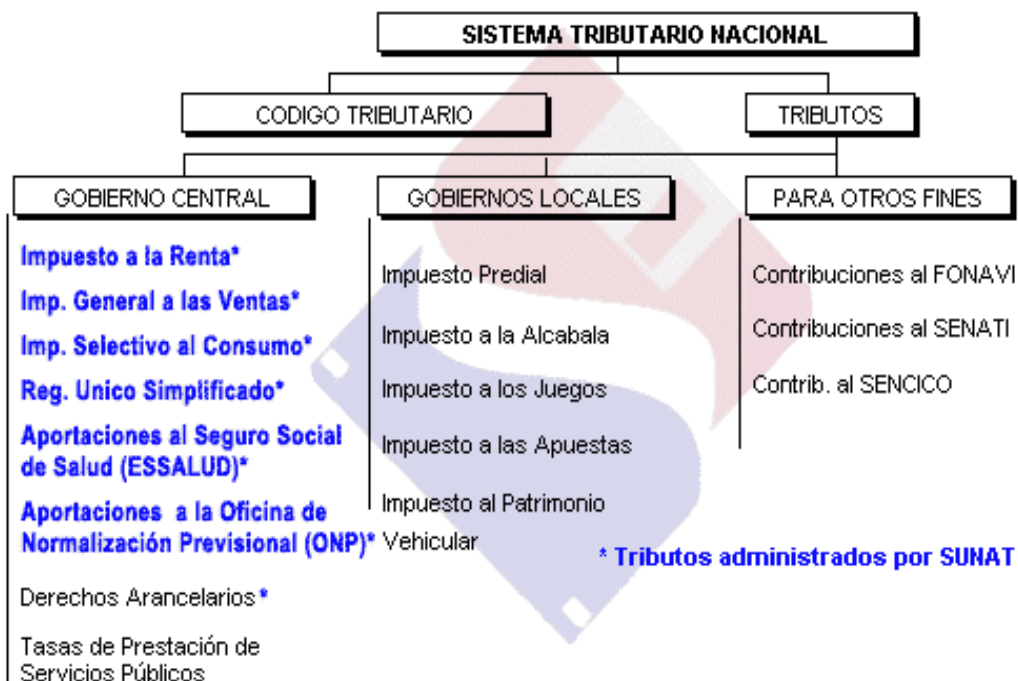 SISTEMA TRIBUTARIO NACIONAL
CODIGO TRIBUTARIO
TRIBUTOS
GOBIERNO CENTRAL
Impuesto a la Renta*
Imp. General a las Ventas*
Imp. Selectivo al Consumo*
Reg. Unico Simplificado*
Aportaciones al Seguro Social
de Salud (ESSALUD)*
Aportaciones a la Oficina de
Normalización Previsional (ONP)*
Derechos Arancelarios*
Tasas de Prestación de
Servicios Públicos
GOBIERNOS LOCALES
Impuesto Predial
Impuesto a la Alcabala
Impuesto a los Juegos
Impuesto a las Apuestas
Impuesto al Patrimonio
Vehicular
PARA OTROS FINES
Contribuciones al FONAVI
Contribuciones al SENATI
Contrib. al SENCICO
* Tributos administrados por SUNAT